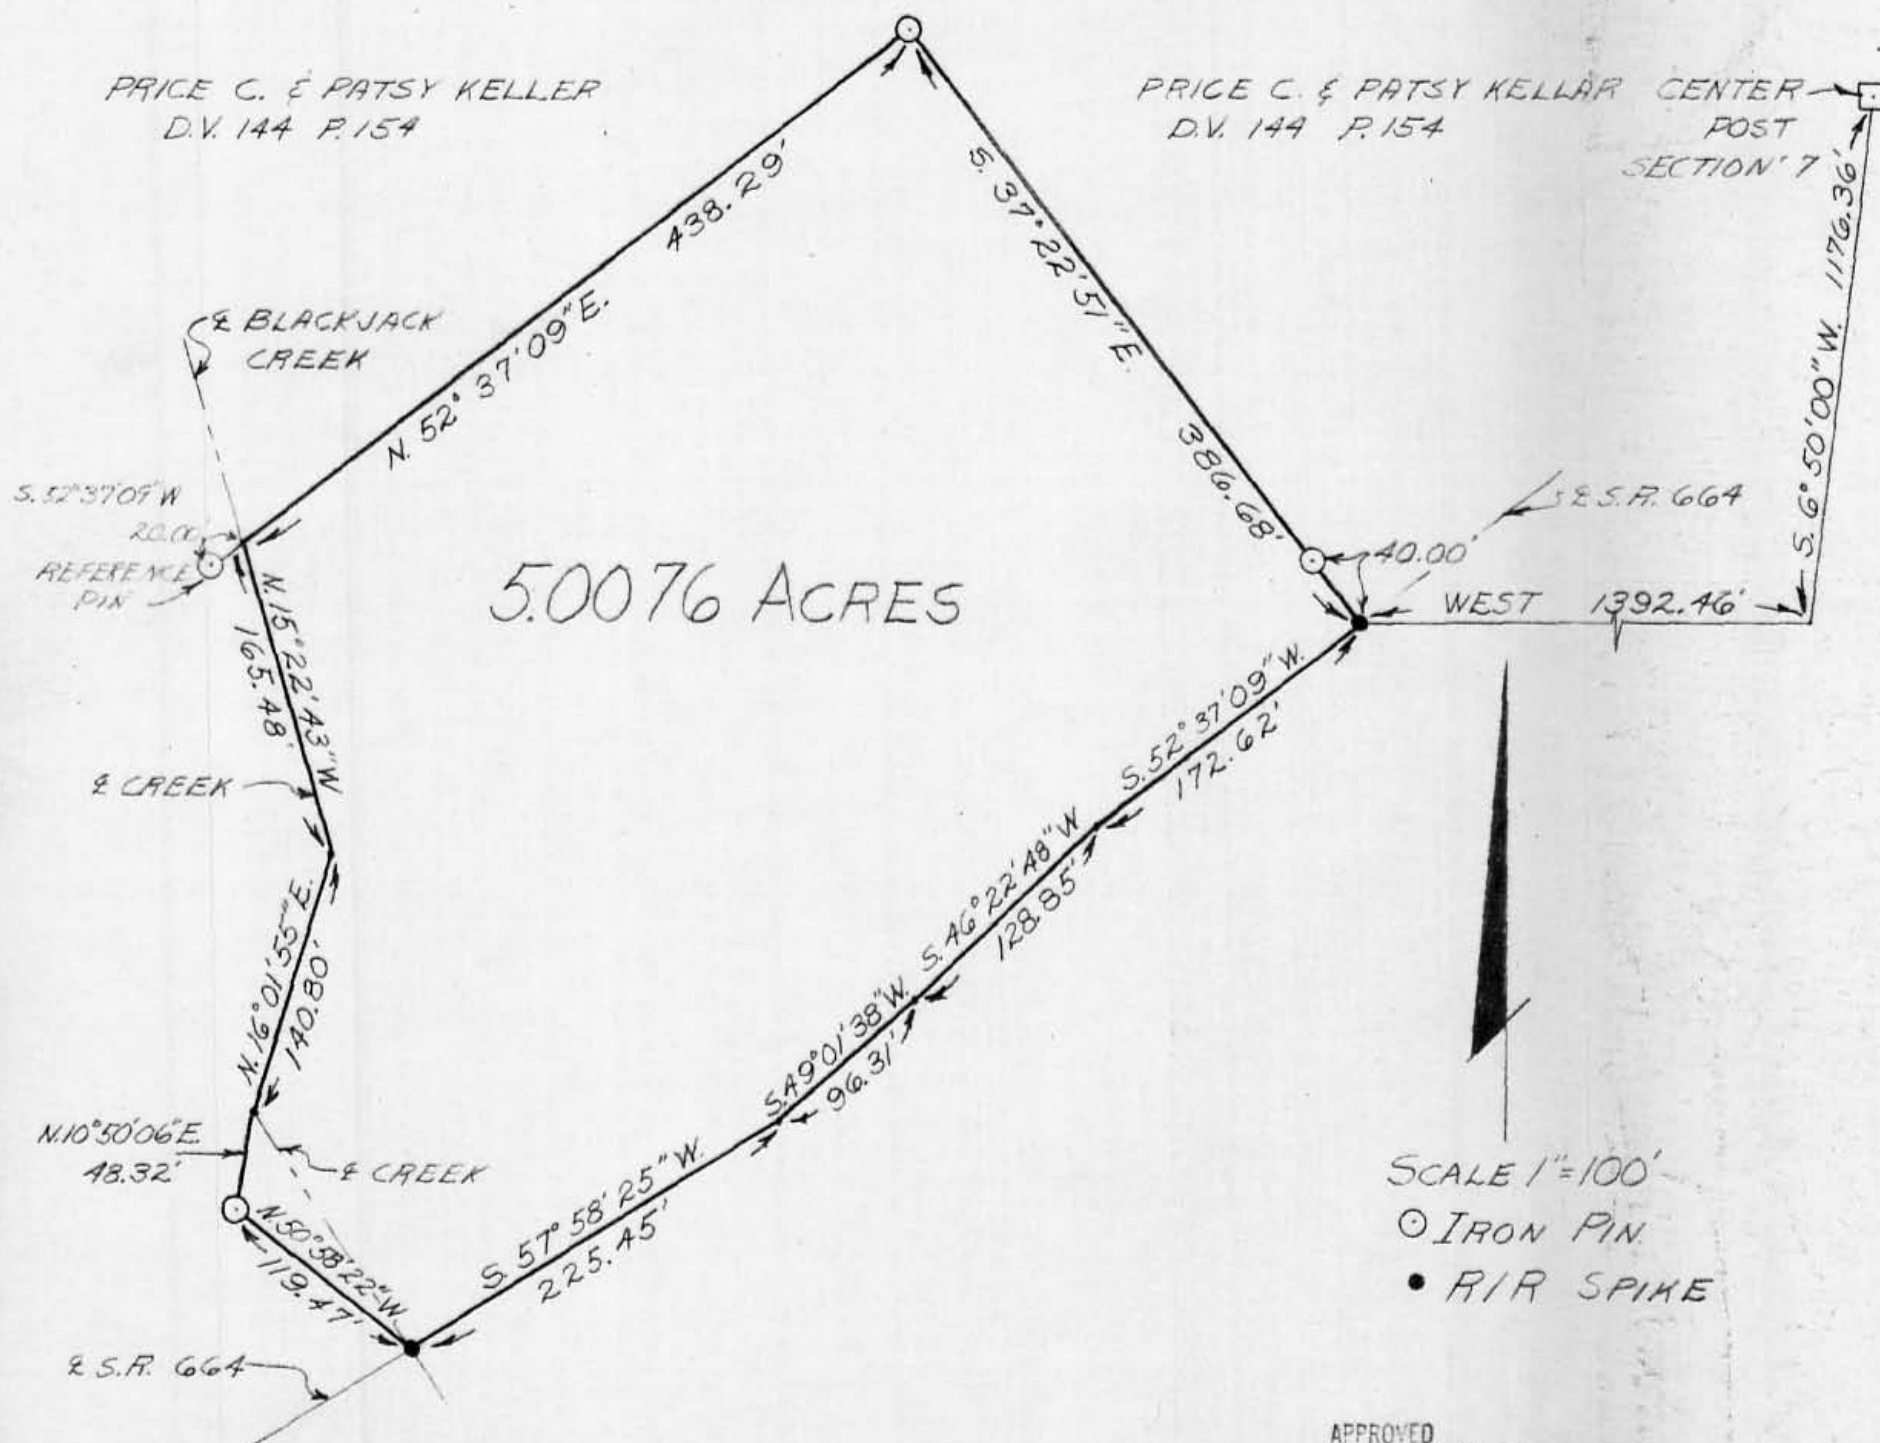 PRICE C. & PATSY KELLER
D.V. 144 P. 154
PRICE C. & PATSY KELLAR
D.V. 144 P. 154
CENTER
POST
SECTION 7
S. 6° 50' 00" W. 1176.36'
438.29'
N. 52° 37' 09" E.
S. 37° 22' 51" E.
386.68'
℄ BLACKJACK
CREEK
S. 52° 37' 09" W
20.00'
REFERENCE
PIN
℄ S.R. 664
40.00'
WEST 1392.46'
5.0076 ACRES
N. 15° 22' 43" W
165.48'
℄ CREEK
S. 52° 37' 09" W.
172.62'
S. 46° 22' 48" W
128.85'
N. 16° 01' 55" E.
140.80'
S. 49° 01' 38" W.
96.31'
N. 10° 50' 06" E.
48.32'
℄ CREEK
N. 50° 58' 22" W.
119.47'
S. 57° 58' 25" W.
225.45'
℄ S.R. 664
SCALE 1"=100'
IRON PIN
R/R SPIKE
APPROVED